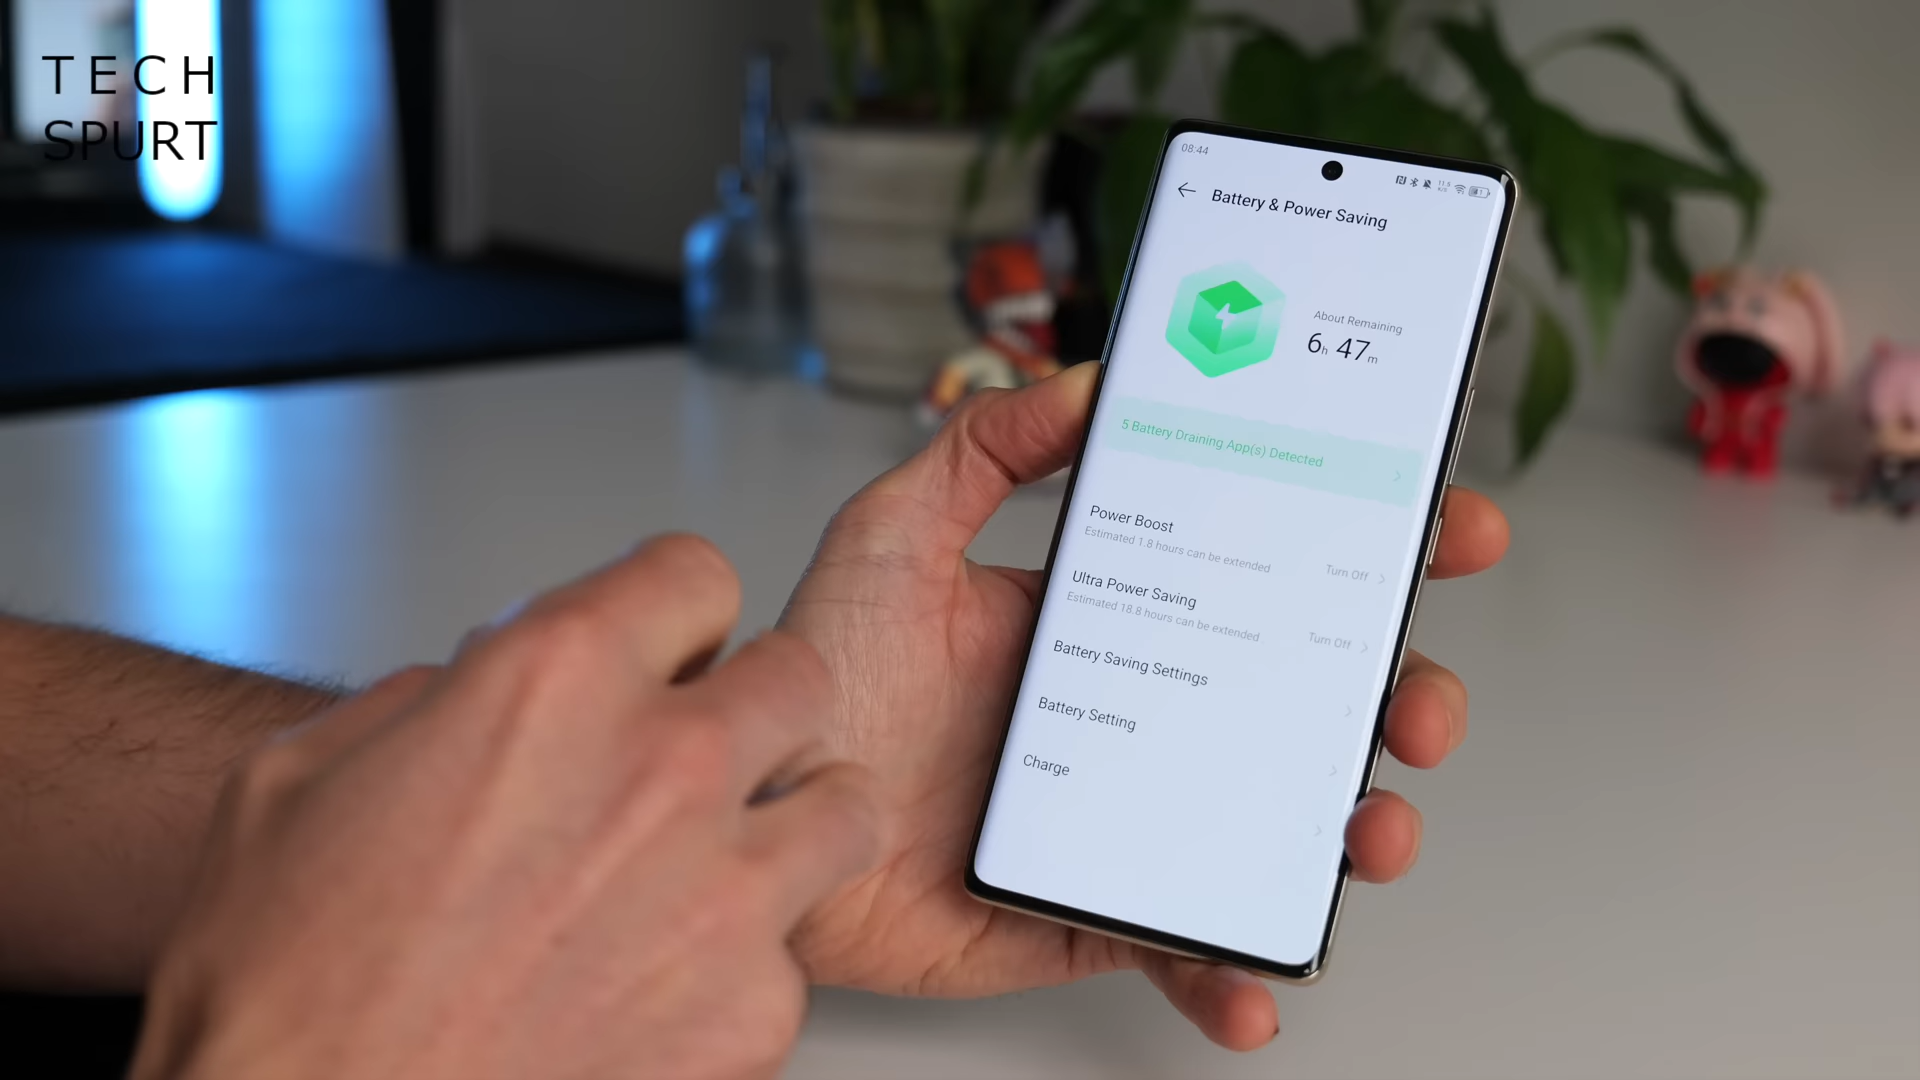 TECH
SPURT
08:44
Battery & Power Saving
About Remaining
6h 47m
5 Battery Draining App(s) Detected
Power Boost
Estimated 1.8 hours can be extended
Turn Off
Ultra Power Saving
Estimated 18.8 hours can be extended
Turn Off
Battery Saving Settings
Battery Setting
Charge